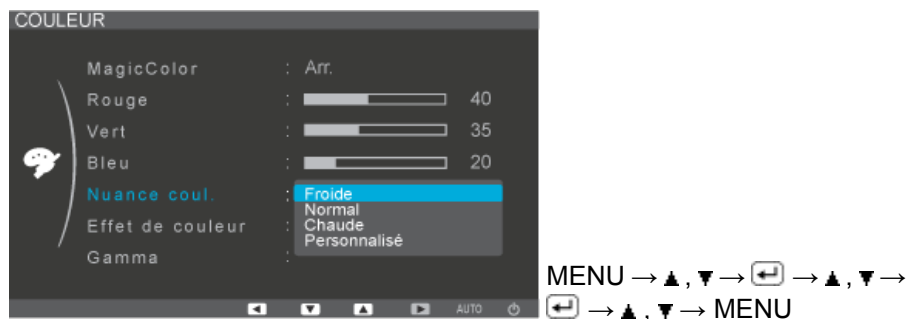 COULEUR
MagicColor : Arr.
Rouge : 40
Vert : 35
Bleu : 20
Nuance coul. : Froide
Normal
Effet de couleur : Chaude
Personnalisé
Gamma :
AUTO
MENU → ▲ , ▼ → ⏎ → ▲ , ▼ →
⏎ → ▲ , ▼ → MENU